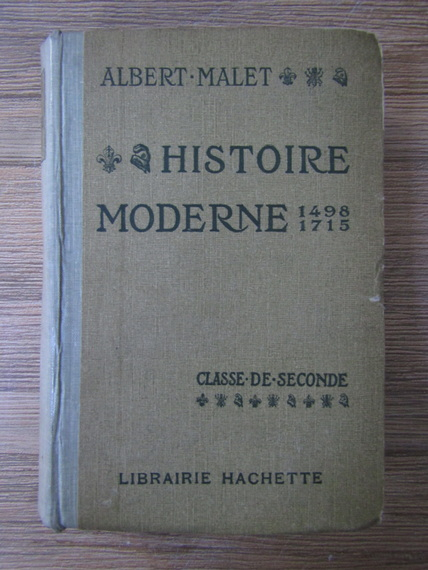 ALBERT·MALET
HISTOIRE
MODERNE 1498
1715
CLASSE·DE·SECONDE
LIBRAIRIE HACHETTE